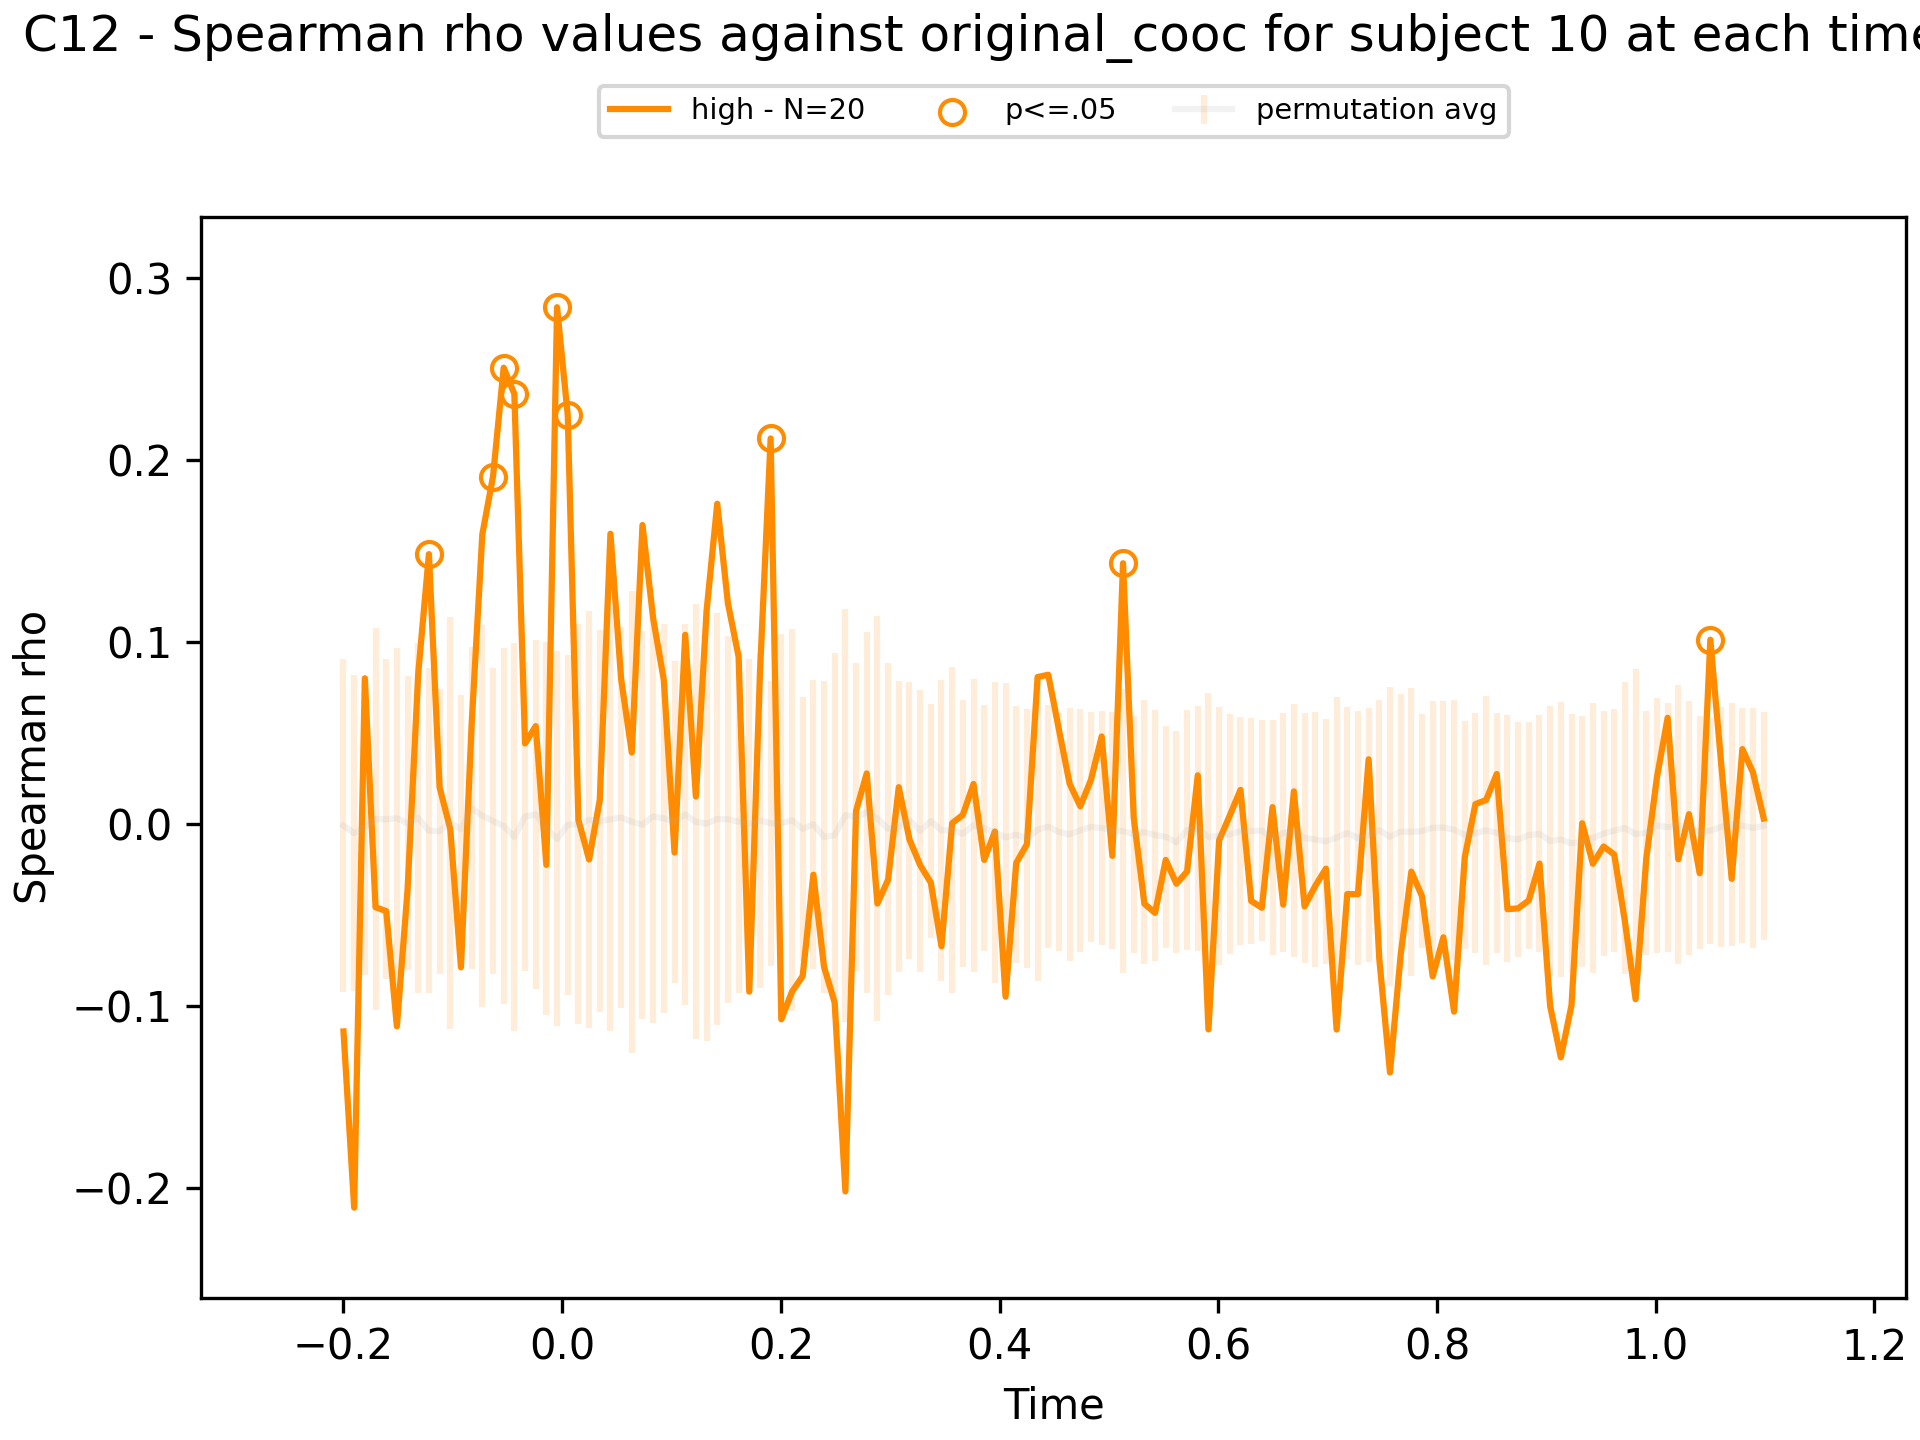 C12 - Spearman rho values against original_cooc for subject 10 at each time
high - N=20 p<=.05 permutation avg
0.3
0.2
0.1
0.0
−0.1
−0.2
Spearman rho
−0.2 0.0 0.2 0.4 0.6 0.8 1.0 1.2
Time